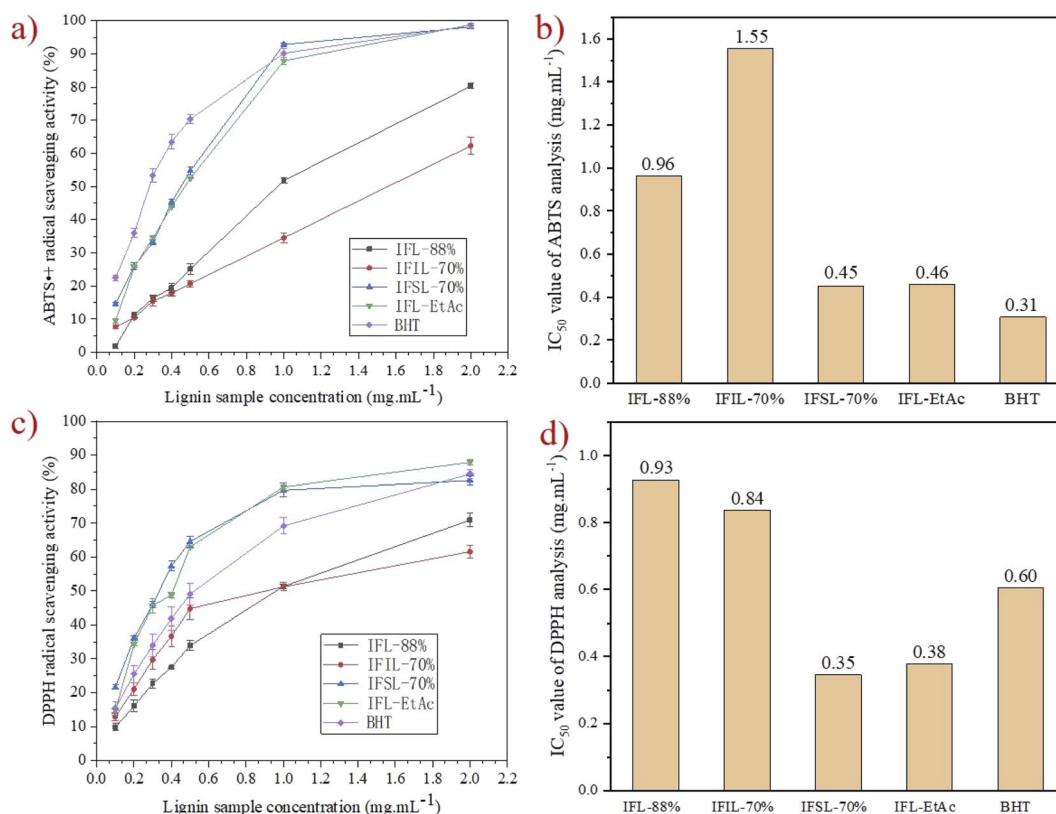 a)
ABTS•+ radical scavenging activity (%)
100
90
80
70
60
50
40
30
20
10
0
0.0 0.2 0.4 0.6 0.8 1.0 1.2 1.4 1.6 1.8 2.0 2.2
Lignin sample concentration (mg.mL⁻¹)
IFL-88%
IFIL-70%
IFSL-70%
IFL-EtAc
BHT
b)
IC₅₀ value of ABTS analysis (mg.mL⁻¹)
1.6
1.4
1.2
1.0
0.8
0.6
0.4
0.2
0.0
0.96
1.55
0.45
0.46
0.31
IFL-88% IFIL-70% IFSL-70% IFL-EtAc BHT
c)
DPPH radical scavenging activity (%)
100
90
80
70
60
50
40
30
20
10
0
0.0 0.2 0.4 0.6 0.8 1.0 1.2 1.4 1.6 1.8 2.0 2.2
Lignin sample concentration (mg.mL⁻¹)
IFL-88%
IFIL-70%
IFSL-70%
IFL-EtAc
BHT
d)
IC₅₀ value of DPPH analysis (mg.mL⁻¹)
1.0
0.8
0.6
0.4
0.2
0.0
0.93
0.84
0.35
0.38
0.60
IFL-88% IFIL-70% IFSL-70% IFL-EtAc BHT